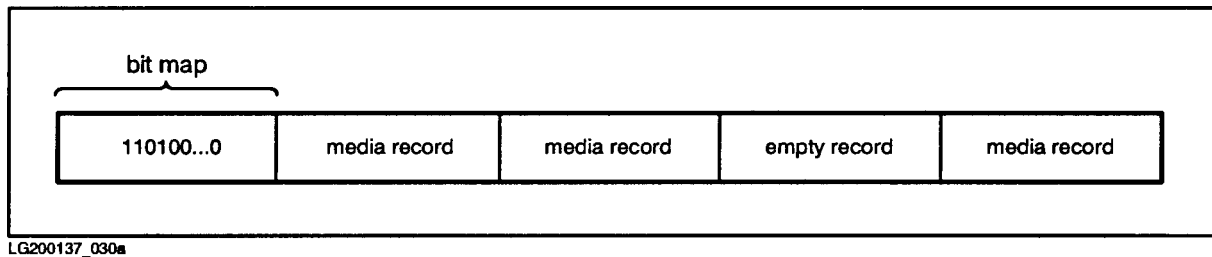 bit map
110100...0 media record media record empty record media record
LG200137_030a